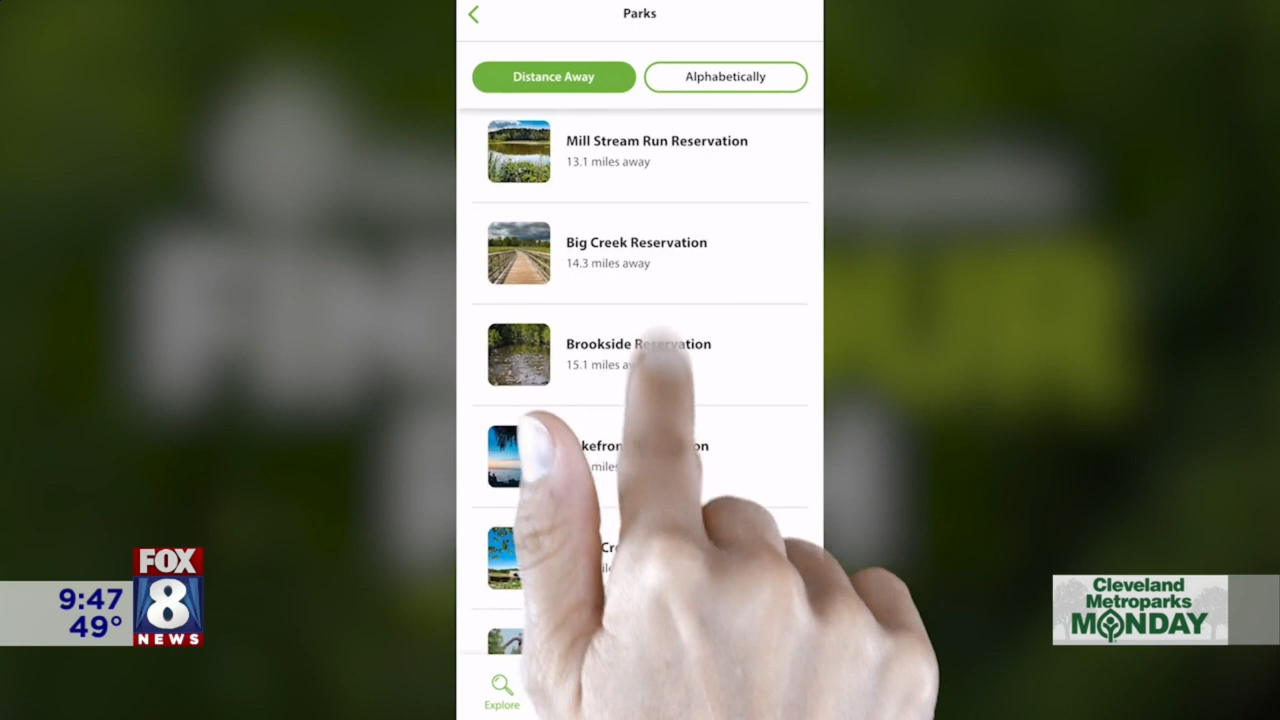 Parks
Distance Away
Alphabetically
Mill Stream Run Reservation
13.1 miles away
Big Creek Reservation
14.3 miles away
Brookside Reservation
15.1 miles
Explore
FOX
8
NEWS
9:47
49°
Cleveland
Metroparks
MONDAY